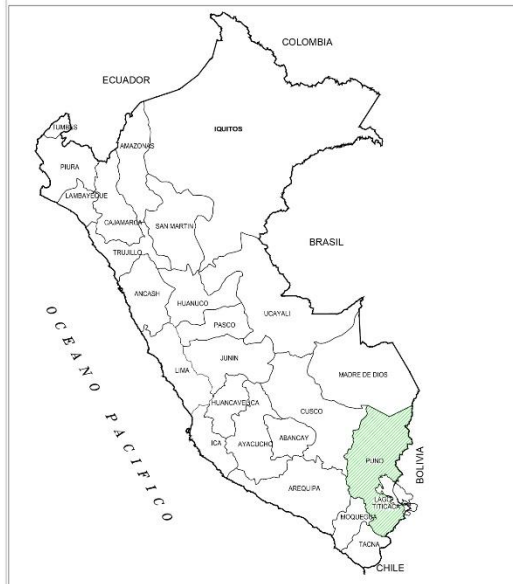 COLOMBIA
ECUADOR
IQUITOS
TUMBES
AMAZONAS
PIURA
LAMBAYEQUE
CAJAMARCA
SAN MARTIN
BRASIL
TRUJILLO
ANCASH
HUANUCO
UCAYALI
PASCO
OCEANO PACIFICO
LIMA
JUNIN
MADRE DE DIOS
CUSCO
HUANCAVELICA
ICA
AYACUCHO
ABANCAY
PUNO
BOLIVIA
AREQUIPA
LAGO
TITICACA
MOQUEGUA
TACNA
CHILE